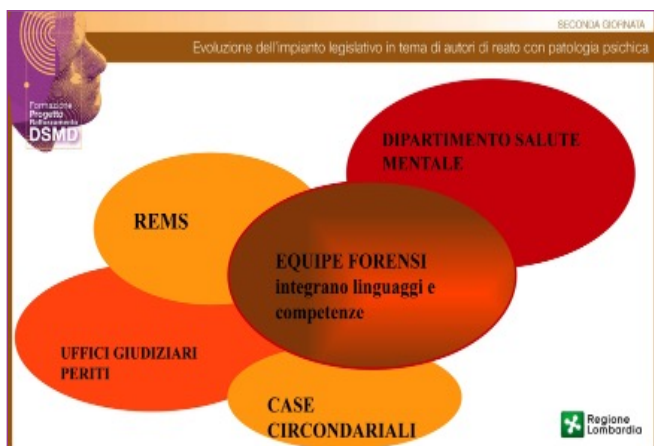 SECONDA GIORNATA
Evoluzione dell'impianto legislativo in tema di autori di reato con patologia psichica
Formazione
Progetto
Rafforzamento
DSMD
DIPARTIMENTO SALUTE
MENTALE
REMS
EQUIPE FORENSI
integrano linguaggi e
competenze
UFFICI GIUDIZIARI
PERITI
CASE
CIRCONDARIALI
Regione
Lombardia